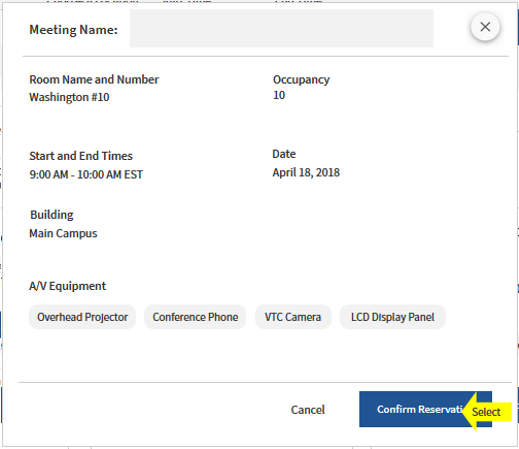 Meeting Name:
Room Name and Number
Occupancy
Washington #10
10
Start and End Times
Date
9:00 AM - 10:00 AM EST
April 18, 2018
Building
Main Campus
A/V Equipment
Overhead Projector Conference Phone VTC Camera LCD Display Panel
Cancel Confirm Reservati Select